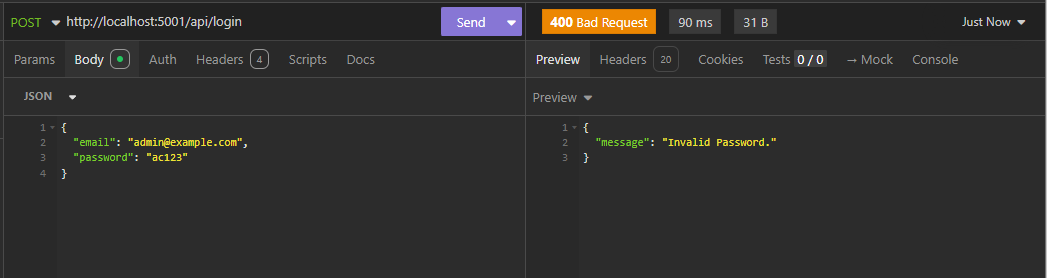 POST http://localhost:5001/api/login Send 400 Bad Request 90 ms 31 B Just Now
Params Body Auth Headers 4 Scripts Docs Preview Headers 20 Cookies Tests 0 / 0 → Mock Console
JSON Preview
1 {
2 "email": "admin@example.com",
3 "password": "ac123"
4 }
1 {
2 "message": "Invalid Password."
3 }